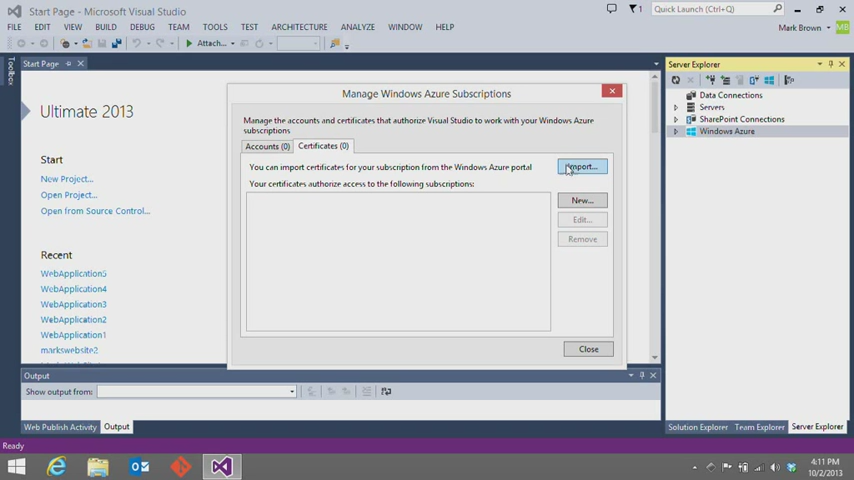 Start Page - Microsoft Visual Studio
Quick Launch (Ctrl+Q)
FILE EDIT VIEW BUILD DEBUG TEAM TOOLS TEST ARCHITECTURE ANALYZE WINDOW HELP
Mark Brown
MB
Attach...
Toolbox
Start Page
Ultimate 2013
Start
New Project...
Open Project...
Open from Source Control...
Recent
WebApplication5
WebApplication4
WebApplication3
WebApplication2
WebApplication1
markswebsite2
Manage Windows Azure Subscriptions
Manage the accounts and certificates that authorize Visual Studio to work with your Windows Azure
subscriptions
Accounts (0) Certificates (0)
You can import certificates for your subscription from the Windows Azure portal
Import...
Your certificates authorize access to the following subscriptions:
New...
Edit...
Remove
Close
Server Explorer
Data Connections
Servers
SharePoint Connections
Windows Azure
Output
Show output from:
Web Publish Activity Output
Solution Explorer Team Explorer Server Explorer
Ready
4:11 PM
10/2/2013